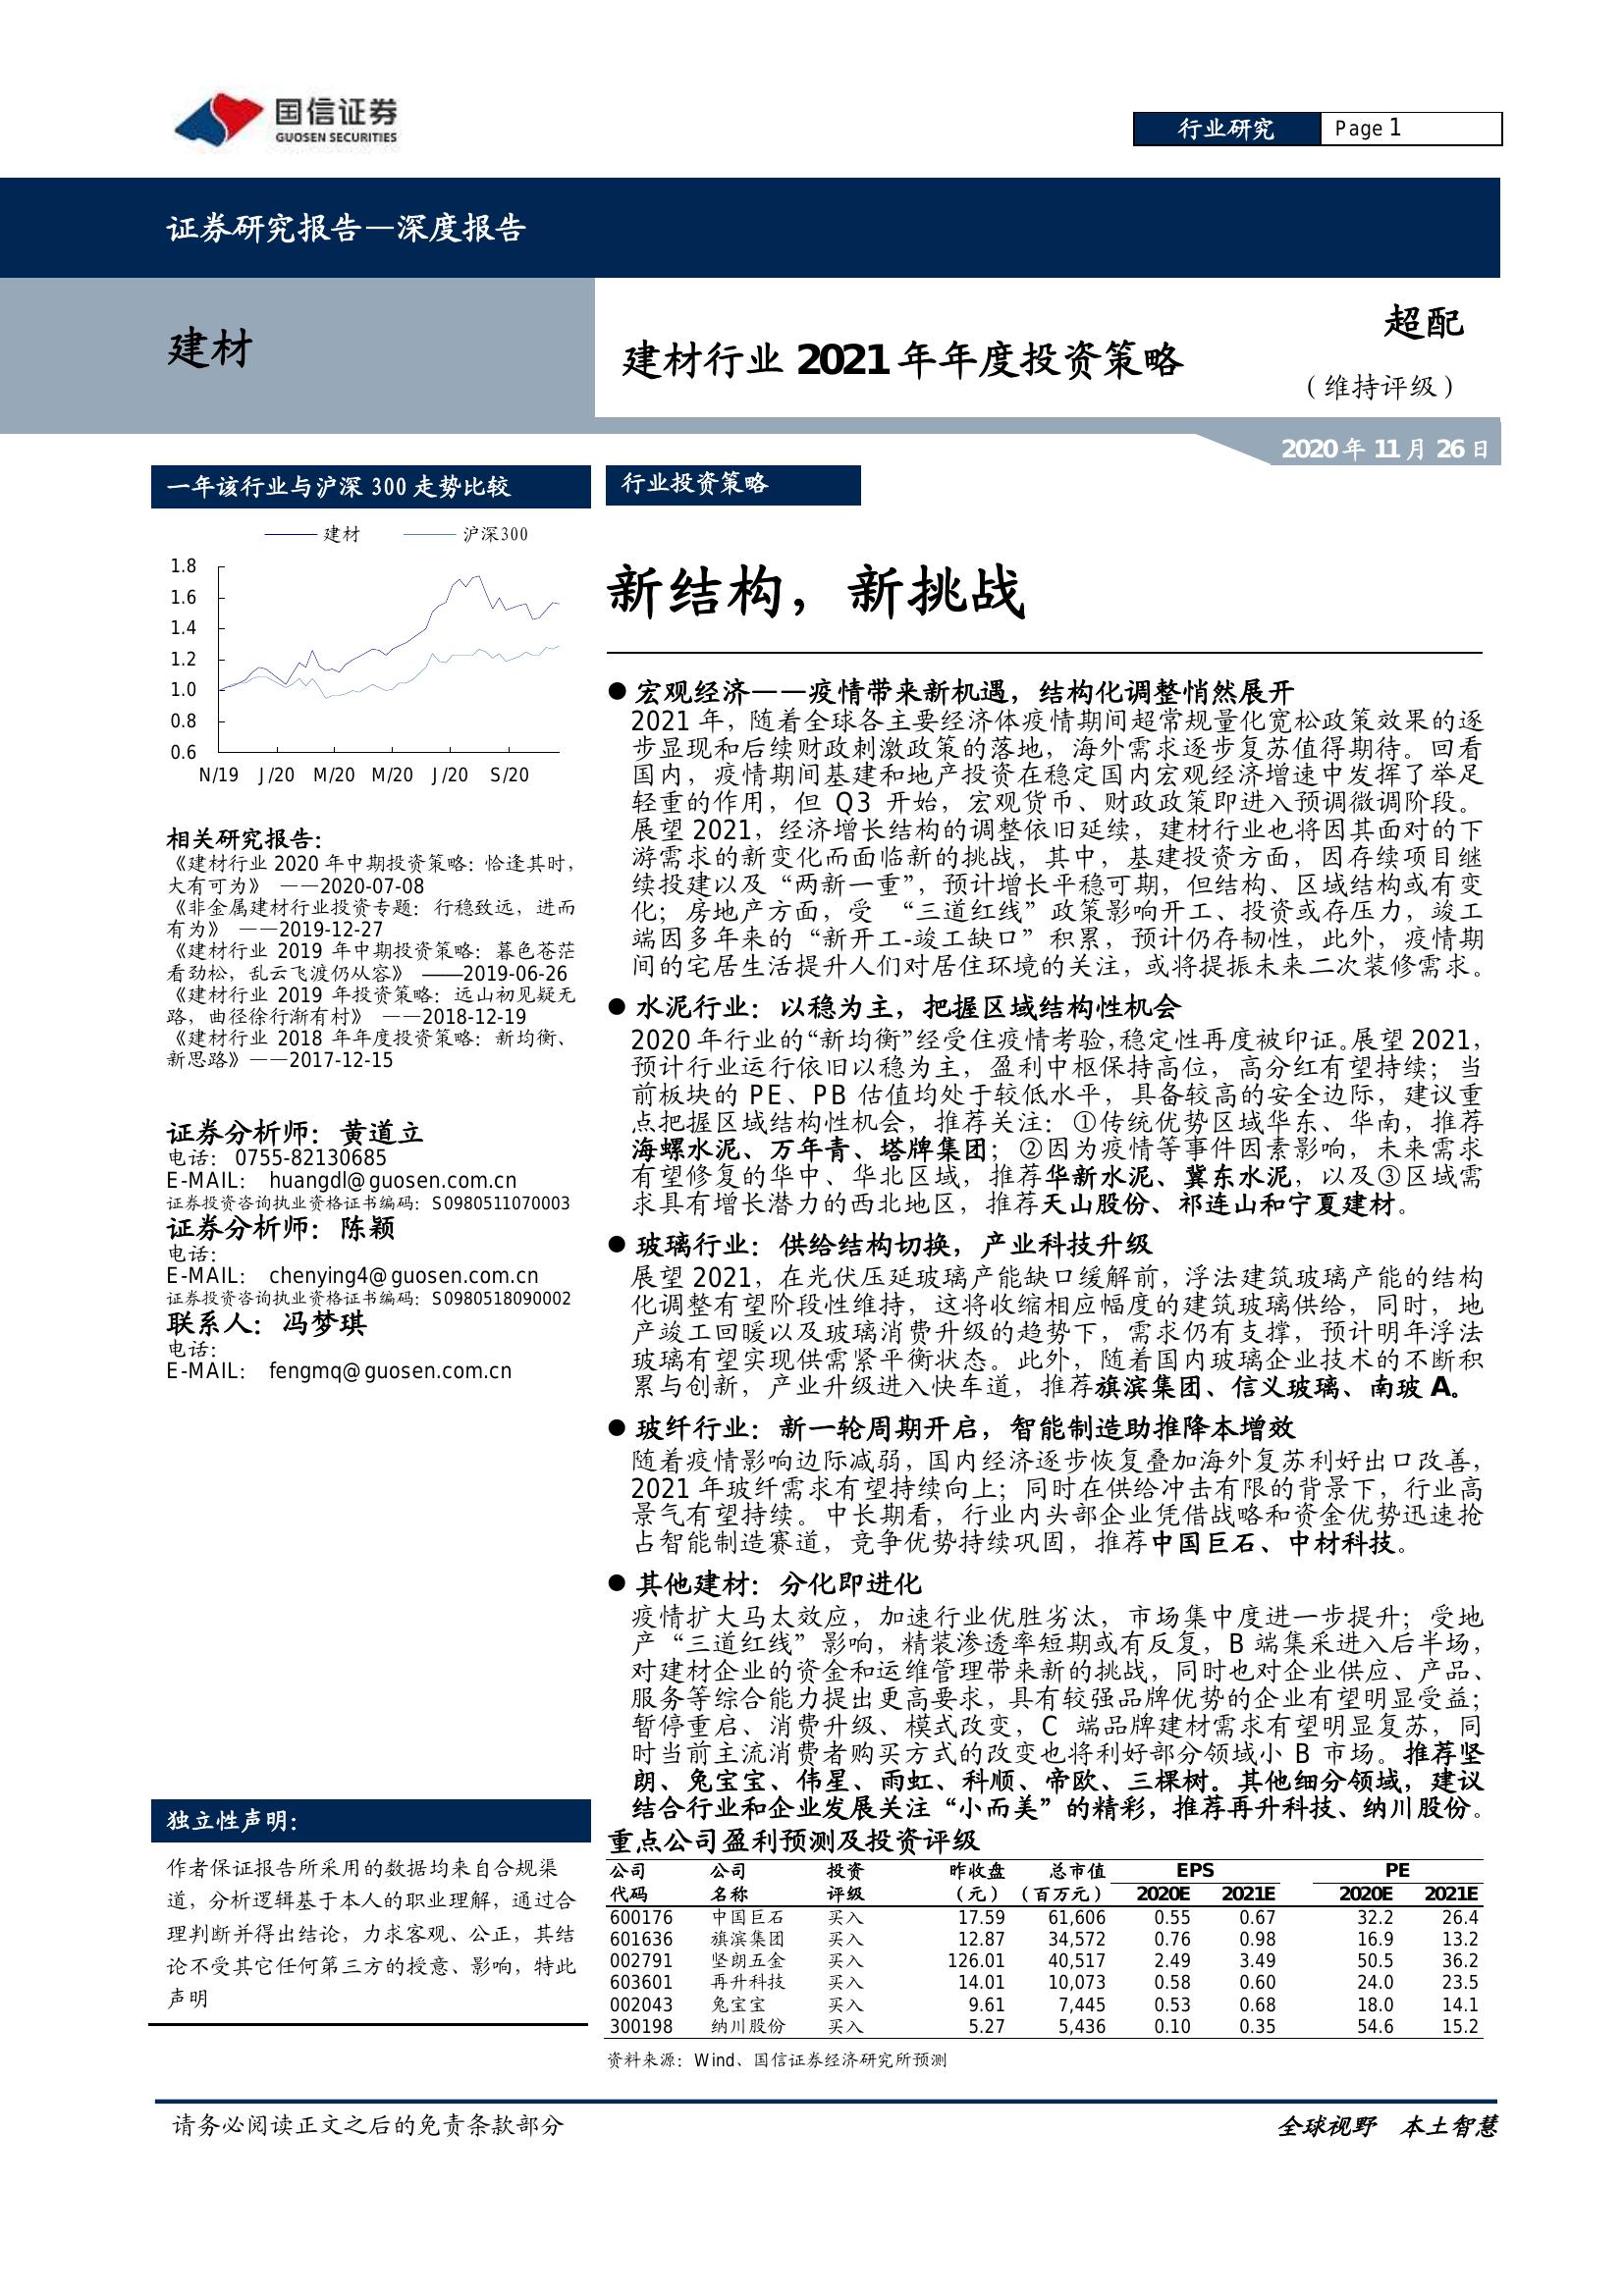 国信证券
GUOSEN SECURITIES
行业研究
Page 1
证券研究报告—深度报告
建材
建材行业 2021 年年度投资策略
超配
（维持评级）
2020 年 11 月 26 日
一年该行业与沪深 300 走势比较
建材 沪深300
1.8
1.6
1.4
1.2
1.0
0.8
0.6
N/19 J/20 M/20 M/20 J/20 S/20
相关研究报告：
《建材行业 2020 年中期投资策略：恰逢其时，
大有可为》 ——2020-07-08
《非金属建材行业投资专题：行稳致远，进而
有为》 ——2019-12-27
《建材行业 2019 年中期投资策略：暮色苍茫
看劲松，乱云飞渡仍从容》 ——2019-06-26
《建材行业 2019 年投资策略：远山初见疑无
路，曲径徐行渐有村》 ——2018-12-19
《建材行业 2018 年年度投资策略：新均衡、
新思路》——2017-12-15
证券分析师：黄道立
电话： 0755-82130685
E-MAIL： huangdl@guosen.com.cn
证券投资咨询执业资格证书编码：S0980511070003
证券分析师：陈颖
电话：
E-MAIL： chenying4@guosen.com.cn
证券投资咨询执业资格证书编码：S0980518090002
联系人：冯梦琪
电话：
E-MAIL： fengmq@guosen.com.cn
独立性声明：
作者保证报告所采用的数据均来自合规渠
道，分析逻辑基于本人的职业理解，通过合
理判断并得出结论，力求客观、公正，其结
论不受其它任何第三方的授意、影响，特此
声明
行业投资策略
新结构，新挑战
● 宏观经济——疫情带来新机遇，结构化调整悄然展开
2021 年，随着全球各主要经济体疫情期间超常规量化宽松政策效果的逐
步显现和后续财政刺激政策的落地，海外需求逐步复苏值得期待。回看
国内，疫情期间基建和地产投资在稳定国内宏观经济增速中发挥了举足
轻重的作用，但 Q3 开始，宏观货币、财政政策即进入预调微调阶段。
展望 2021，经济增长结构的调整依旧延续，建材行业也将因其面对的下
游需求的新变化而面临新的挑战，其中，基建投资方面，因存续项目继
续投建以及“两新一重”，预计增长平稳可期，但结构、区域结构或有变
化；房地产方面，受 “三道红线”政策影响开工、投资或存压力，竣工
端因多年来的“新开工-竣工缺口”积累，预计仍存韧性，此外，疫情期
间的宅居生活提升人们对居住环境的关注，或将提振未来二次装修需求。
● 水泥行业：以稳为主，把握区域结构性机会
2020 年行业的“新均衡”经受住疫情考验，稳定性再度被印证。展望 2021，
预计行业运行依旧以稳为主，盈利中枢保持高位，高分红有望持续；当
前板块的 PE、PB 估值均处于较低水平，具备较高的安全边际，建议重
点把握区域结构性机会，推荐关注：①传统优势区域华东、华南，推荐
海螺水泥、万年青、塔牌集团；②因为疫情等事件因素影响，未来需求
有望修复的华中、华北区域，推荐华新水泥、冀东水泥，以及③区域需
求具有增长潜力的西北地区，推荐天山股份、祁连山和宁夏建材。
● 玻璃行业：供给结构切换，产业科技升级
展望 2021，在光伏压延玻璃产能缺口缓解前，浮法建筑玻璃产能的结构
化调整有望阶段性维持，这将收缩相应幅度的建筑玻璃供给，同时，地
产竣工回暖以及玻璃消费升级的趋势下，需求仍有支撑，预计明年浮法
玻璃有望实现供需紧平衡状态。此外，随着国内玻璃企业技术的不断积
累与创新，产业升级进入快车道，推荐旗滨集团、信义玻璃、南玻 A。
● 玻纤行业：新一轮周期开启，智能制造助推降本增效
随着疫情影响边际减弱，国内经济逐步恢复叠加海外复苏利好出口改善，
2021 年玻纤需求有望持续向上；同时在供给冲击有限的背景下，行业高
景气有望持续。中长期看，行业内头部企业凭借战略和资金优势迅速抢
占智能制造赛道，竞争优势持续巩固，推荐中国巨石、中材科技。
● 其他建材：分化即进化
疫情扩大马太效应，加速行业优胜劣汰，市场集中度进一步提升；受地
产“三道红线”影响，精装渗透率短期或有反复，B 端集采进入后半场，
对建材企业的资金和运维管理带来新的挑战，同时也对企业供应、产品、
服务等综合能力提出更高要求，具有较强品牌优势的企业有望明显受益；
暂停重启、消费升级、模式改变，C 端品牌建材需求有望明显复苏，同
时当前主流消费者购买方式的改变也将利好部分领域小 B 市场。推荐坚
朗、兔宝宝、伟星、雨虹、科顺、帝欧、三棵树。其他细分领域，建议
结合行业和企业发展关注“小而美”的精彩，推荐再升科技、纳川股份。
重点公司盈利预测及投资评级
公司 公司 投资 昨收盘 总市值 EPS PE
代码 名称 评级 （元） （百万元） 2020E 2021E 2020E 2021E
600176 中国巨石 买入 17.59 61,606 0.55 0.67 32.2 26.4
601636 旗滨集团 买入 12.87 34,572 0.76 0.98 16.9 13.2
002791 坚朗五金 买入 126.01 40,517 2.49 3.49 50.5 36.2
603601 再升科技 买入 14.01 10,073 0.58 0.60 24.0 23.5
002043 兔宝宝 买入 9.61 7,445 0.53 0.68 18.0 14.1
300198 纳川股份 买入 5.27 5,436 0.10 0.35 54.6 15.2
资料来源：Wind、国信证券经济研究所预测
请务必阅读正文之后的免责条款部分
全球视野 本土智慧